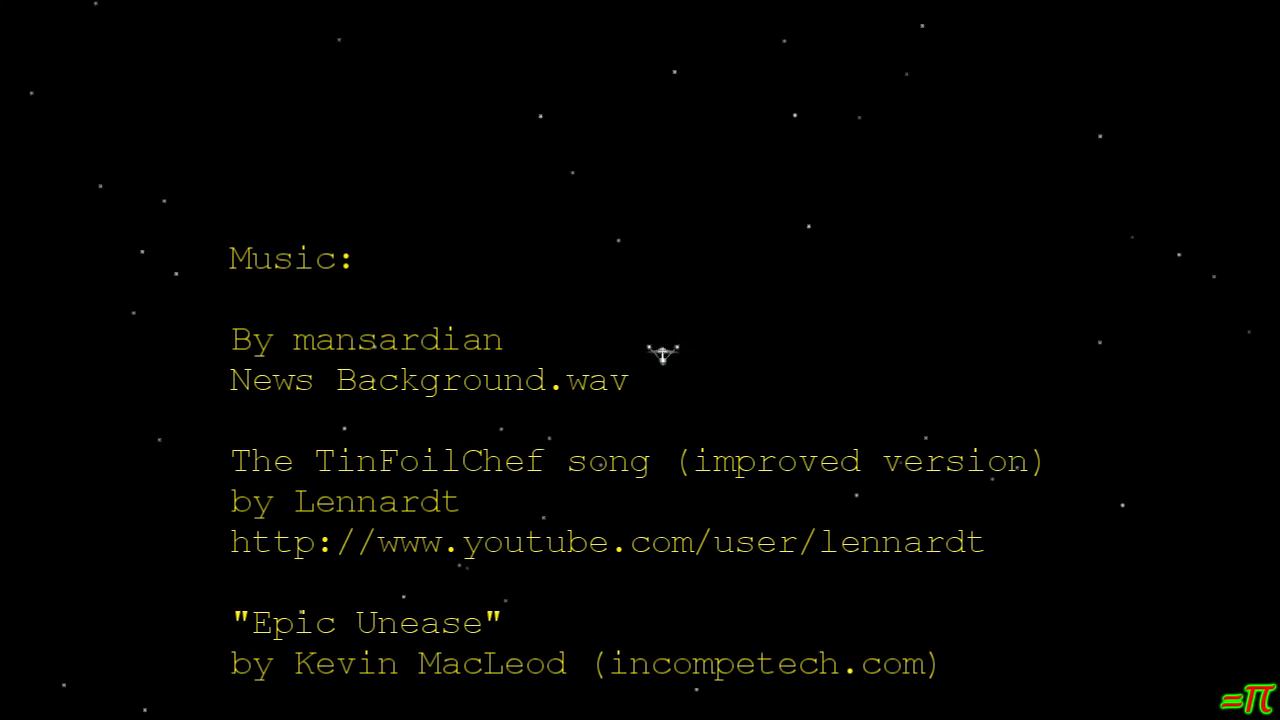 Music:
By mansardian
News Background.wav
The TinFoilChef song (improved version)
by Lennardt
http://www.youtube.com/user/lennardt
"Epic Unease"
by Kevin MacLeod (incompetech.com)
=π